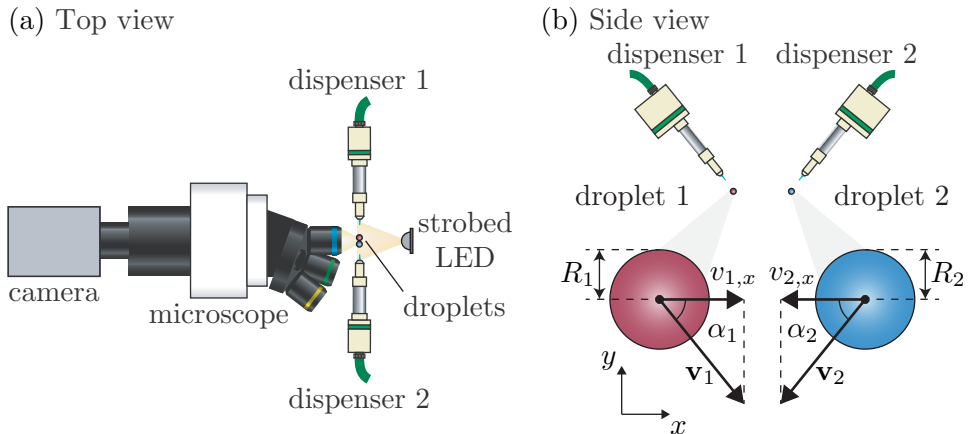 (a) Top view
dispenser 1
strobed
LED
droplets
camera
microscope
dispenser 2
(b) Side view
dispenser 1
dispenser 2
droplet 1
droplet 2
R₁
v₁,ₓ
v₂,ₓ
R₂
α₁
α₂
v₁
v₂
y
x